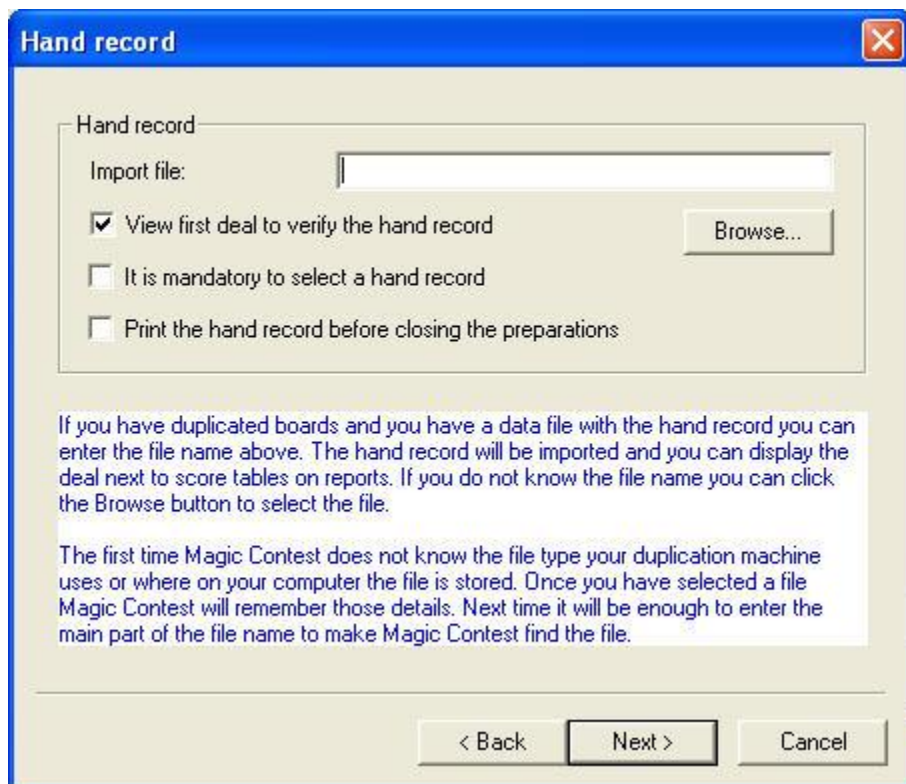 Hand record
Hand record
Import file:
View first deal to verify the hand record
Browse...
It is mandatory to select a hand record
Print the hand record before closing the preparations
If you have duplicated boards and you have a data file with the hand record you can
enter the file name above. The hand record will be imported and you can display the
deal next to score tables on reports. If you do not know the file name you can click
the Browse button to select the file.
The first time Magic Contest does not know the file type your duplication machine
uses or where on your computer the file is stored. Once you have selected a file
Magic Contest will remember those details. Next time it will be enough to enter the
main part of the file name to make Magic Contest find the file.
< Back
Next >
Cancel